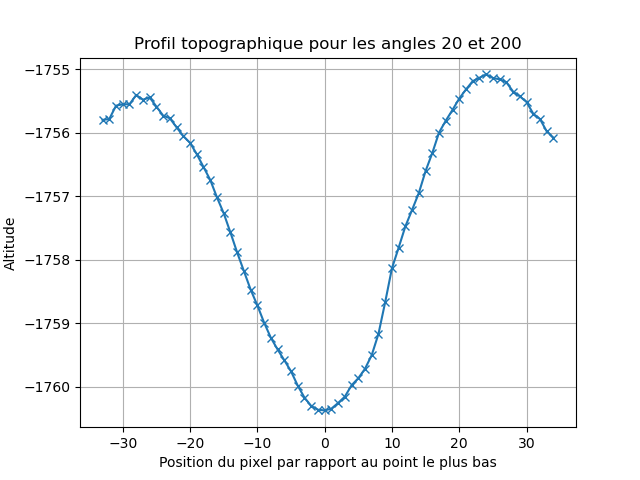 Profil topographique pour les angles 20 et 200
Altitude
−1755
−1756
−1757
−1758
−1759
−1760
−30 −20 −10 0 10 20 30
Position du pixel par rapport au point le plus bas